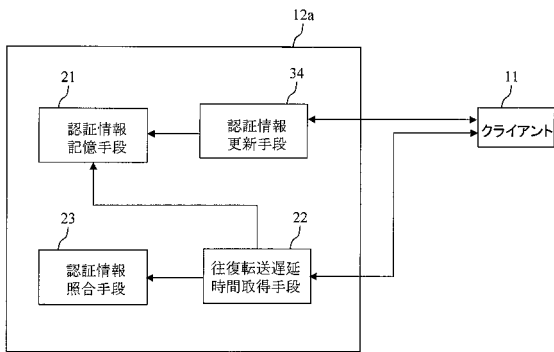 12a
21
認証情報
記憶手段
34
認証情報
更新手段
11
クライアント
23
認証情報
照合手段
22
往復転送遅延
時間取得手段